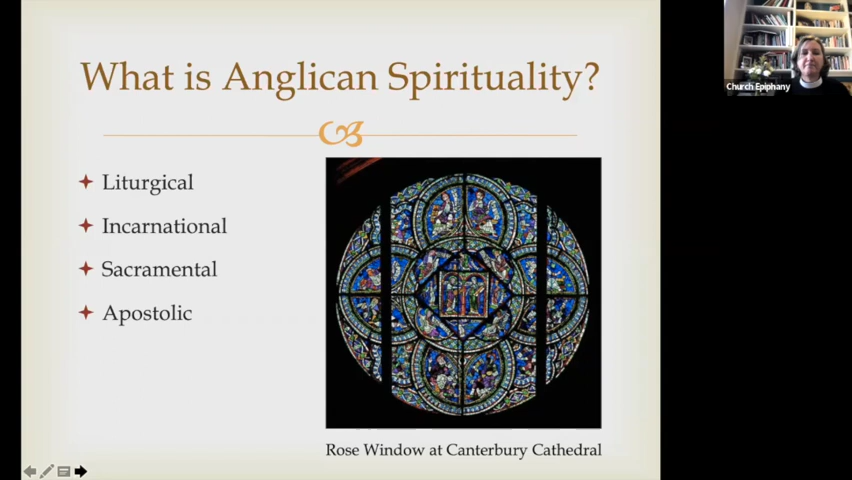 What is Anglican Spirituality?
Liturgical
Incarnational
Sacramental
Apostolic
Rose Window at Canterbury Cathedral
Church Epiphany